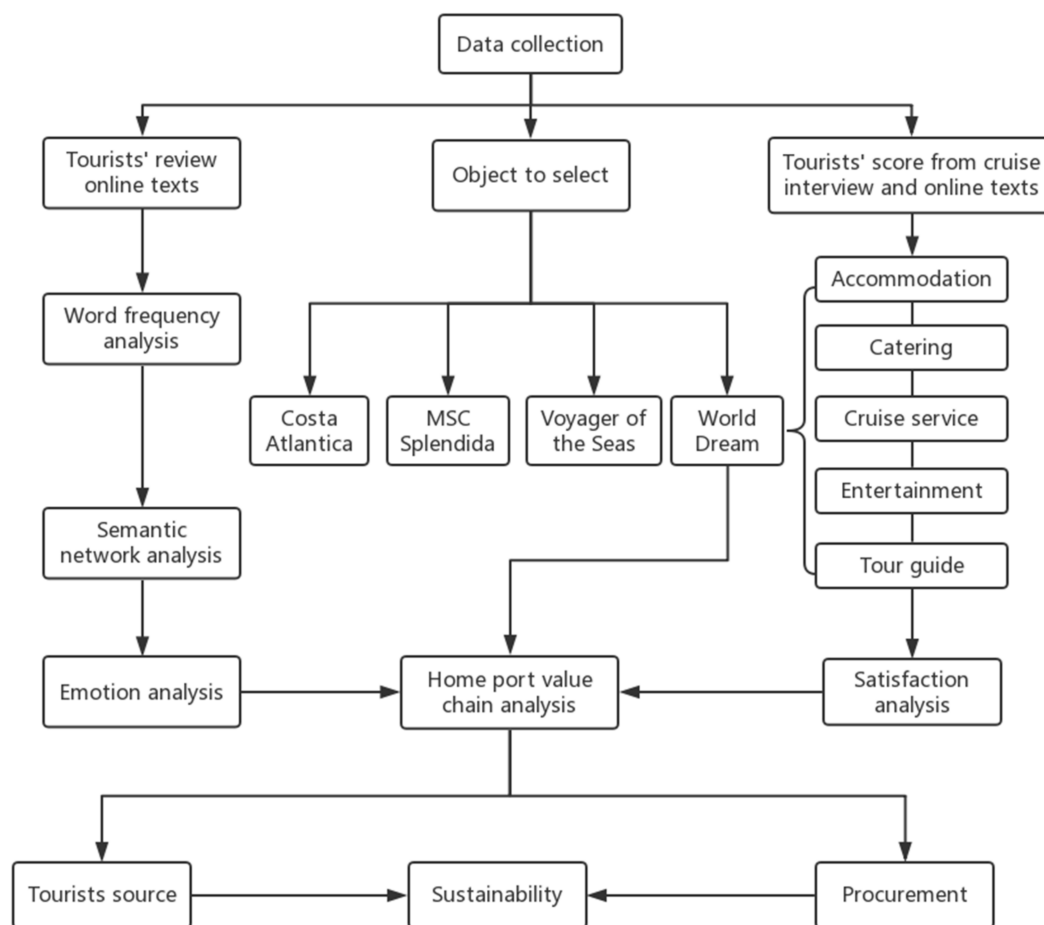 Data collection
Tourists' review
online texts
Object to select
Tourists' score from cruise
interview and online texts
Word frequency
analysis
Accommodation
Catering
Cruise service
Entertainment
Tour guide
Costa
Atlantica
MSC
Splendida
Voyager of
the Seas
World
Dream
Semantic
network analysis
Emotion analysis
Home port value
chain analysis
Satisfaction
analysis
Tourists source
Sustainability
Procurement